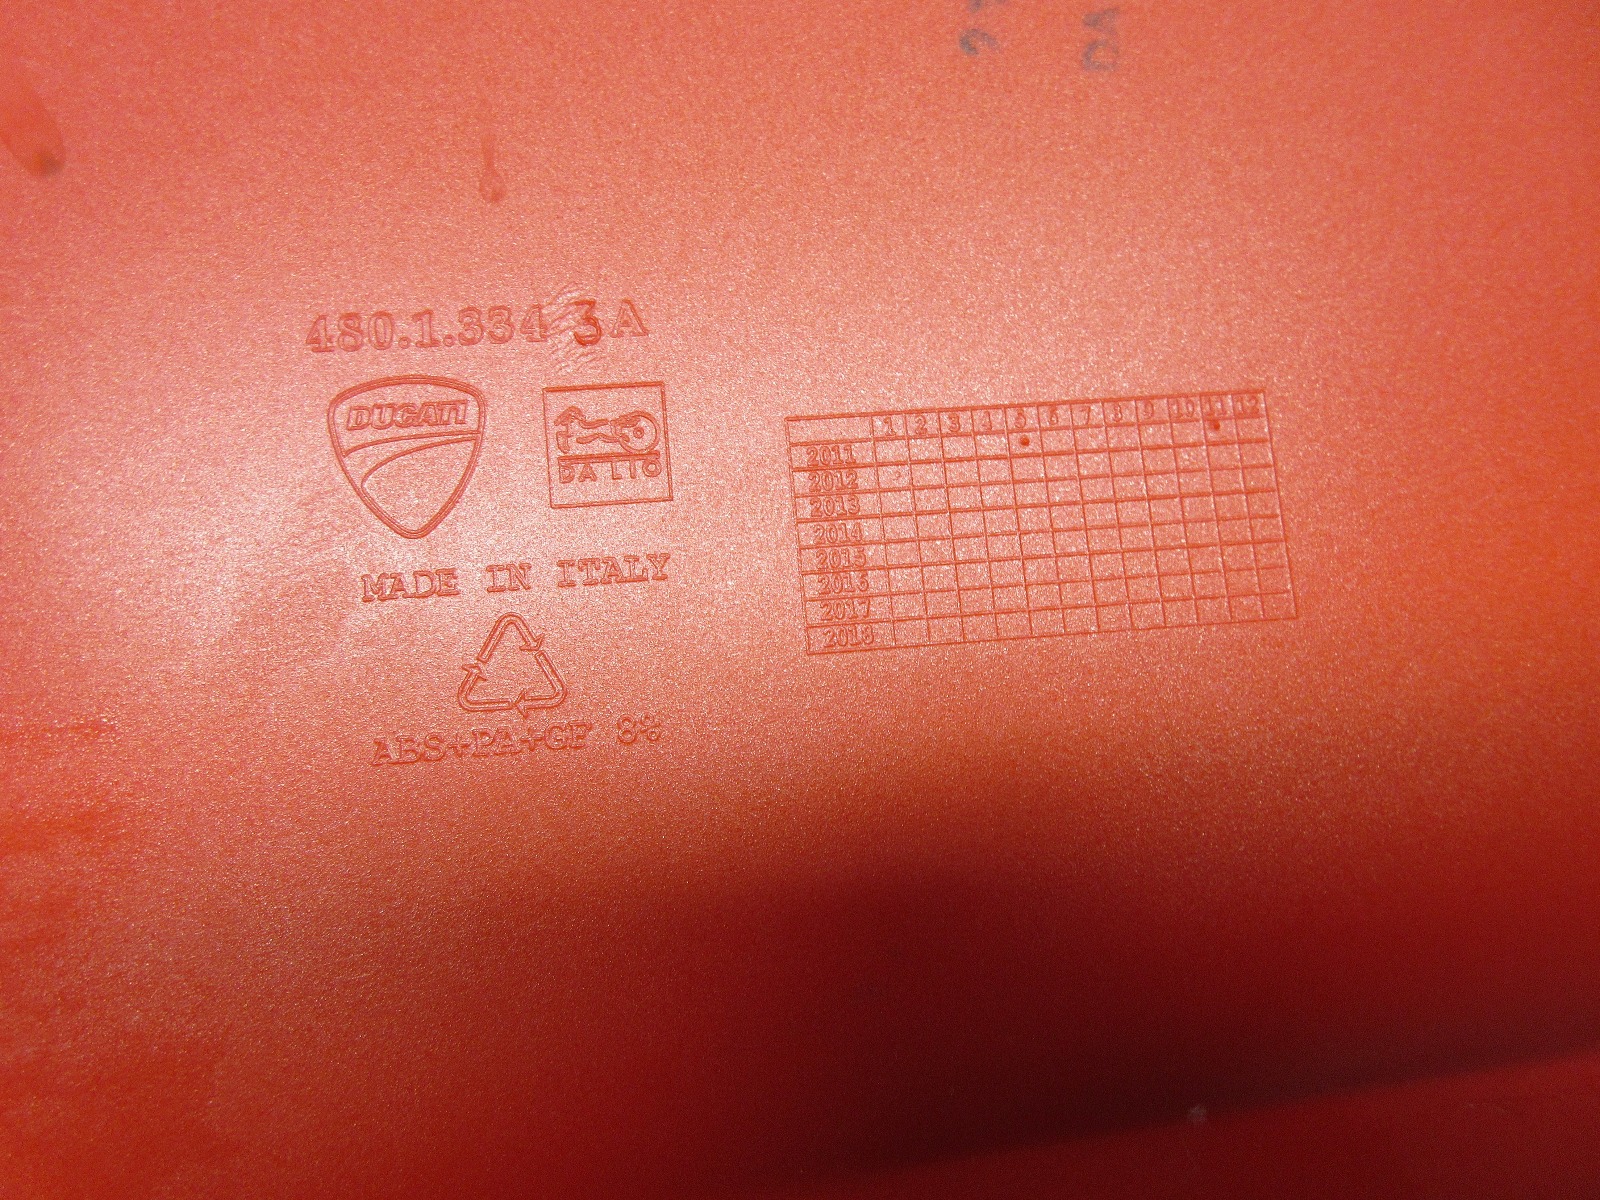 480.1.334 3A
DUCATI
DA LIO
MADE IN ITALY
ABS+PA+GF 8%
1 2 3 4 5 6 7 8 9 10 11 12
2011
2012
2013
2014
2015
2016
2017
2018